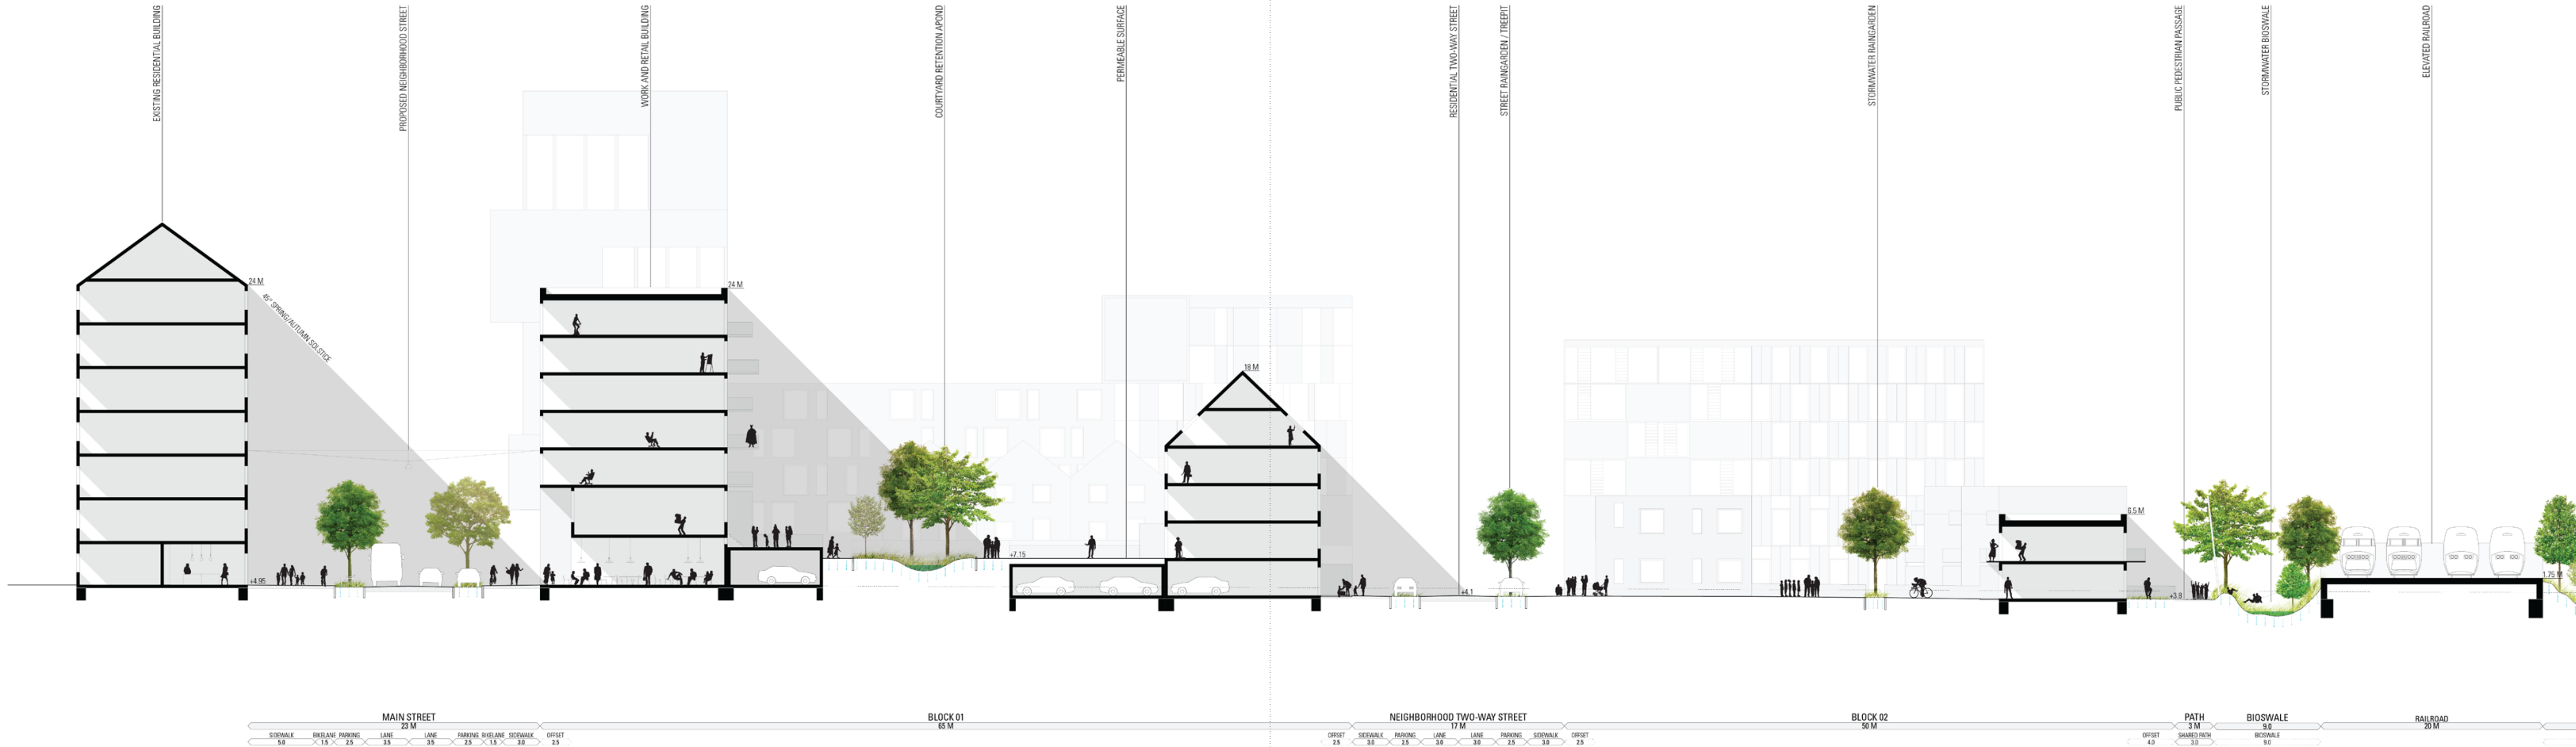 EXISTING RESIDENTIAL BUILDING
PROPOSED NEIGHBORHOOD STREET
WORK AND RETAIL BUILDING
COURTYARD RETENTION APOND
PERMEABLE SURFACE
RESIDENTIAL TWO-WAY STREET
STREET RAINGARDEN / TREEPIT
STORMWATER RAINGARDEN
PUBLIC PEDESTRIAN PASSAGE
STORMWATER BIOSWALE
ELEVATED RAILROAD
24 M
45° SPRING/AUTUMN SOLSTICE
24 M
18 M
8.5 M
+4.95
+7.15
+4.1
+3.8
1.75 M
MAIN STREET
23 M
BLOCK 01
65 M
NEIGHBORHOOD TWO-WAY STREET
17 M
BLOCK 02
50 M
PATH
3 M
BIOSWALE
9.0
RAILROAD
20 M
SIDEWALK
5.0
BIKELANE
1.5
PARKING
2.5
LANE
3.5
LANE
3.5
PARKING
2.5
BIKELANE
1.5
SIDEWALK
3.0
OFFSET
2.5
OFFSET
2.5
SIDEWALK
3.0
PARKING
2.5
LANE
3.0
LANE
3.0
PARKING
2.5
SIDEWALK
3.0
OFFSET
2.5
OFFSET
4.0
SHARED PATH
3.0
BIOSWALE
9.0